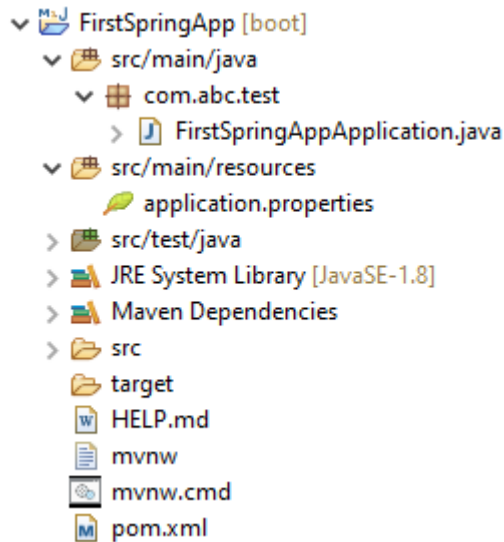 FirstSpringApp [boot]
src/main/java
com.abc.test
FirstSpringAppApplication.java
src/main/resources
application.properties
src/test/java
JRE System Library [JavaSE-1.8]
Maven Dependencies
src
target
HELP.md
mvnw
mvnw.cmd
pom.xml